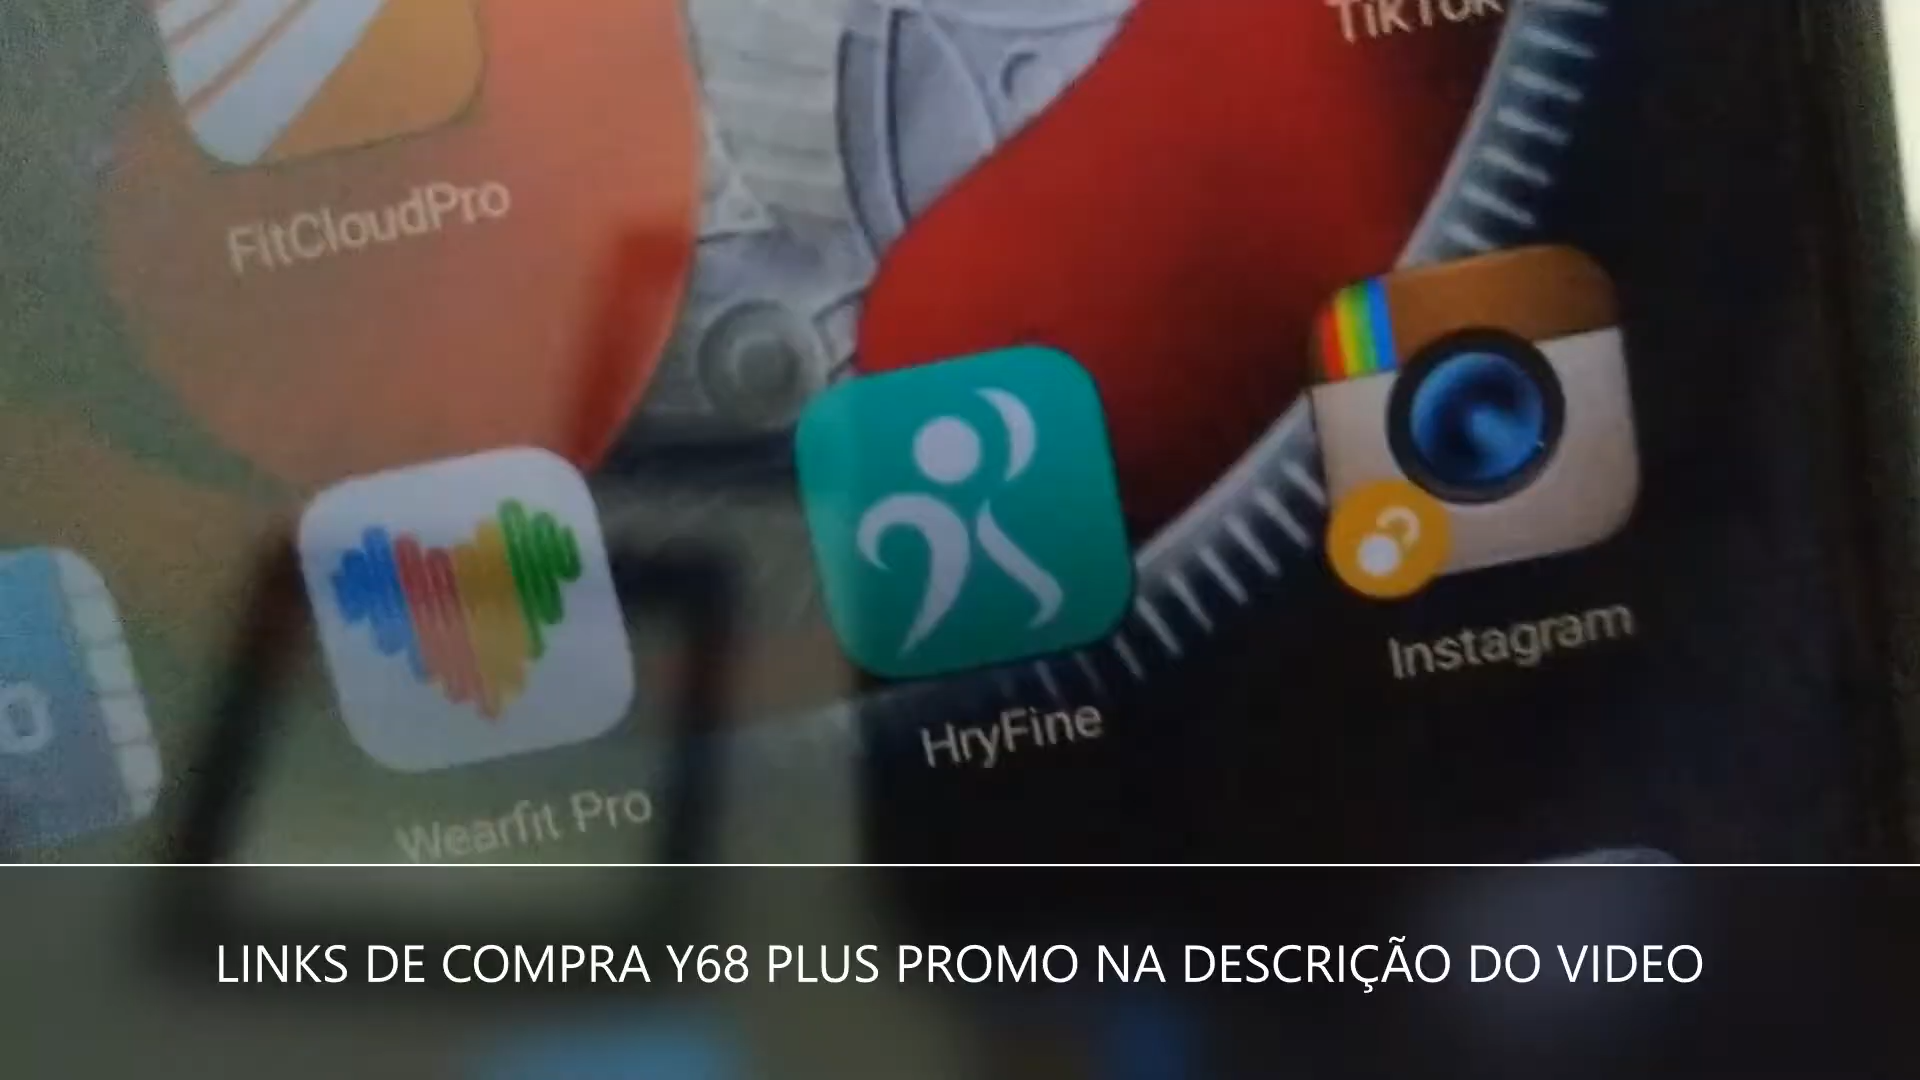 TikTok
FitCloudPro
Instagram
HryFine
Wearfit Pro
LINKS DE COMPRA Y68 PLUS PROMO NA DESCRIÇÃO DO VIDEO